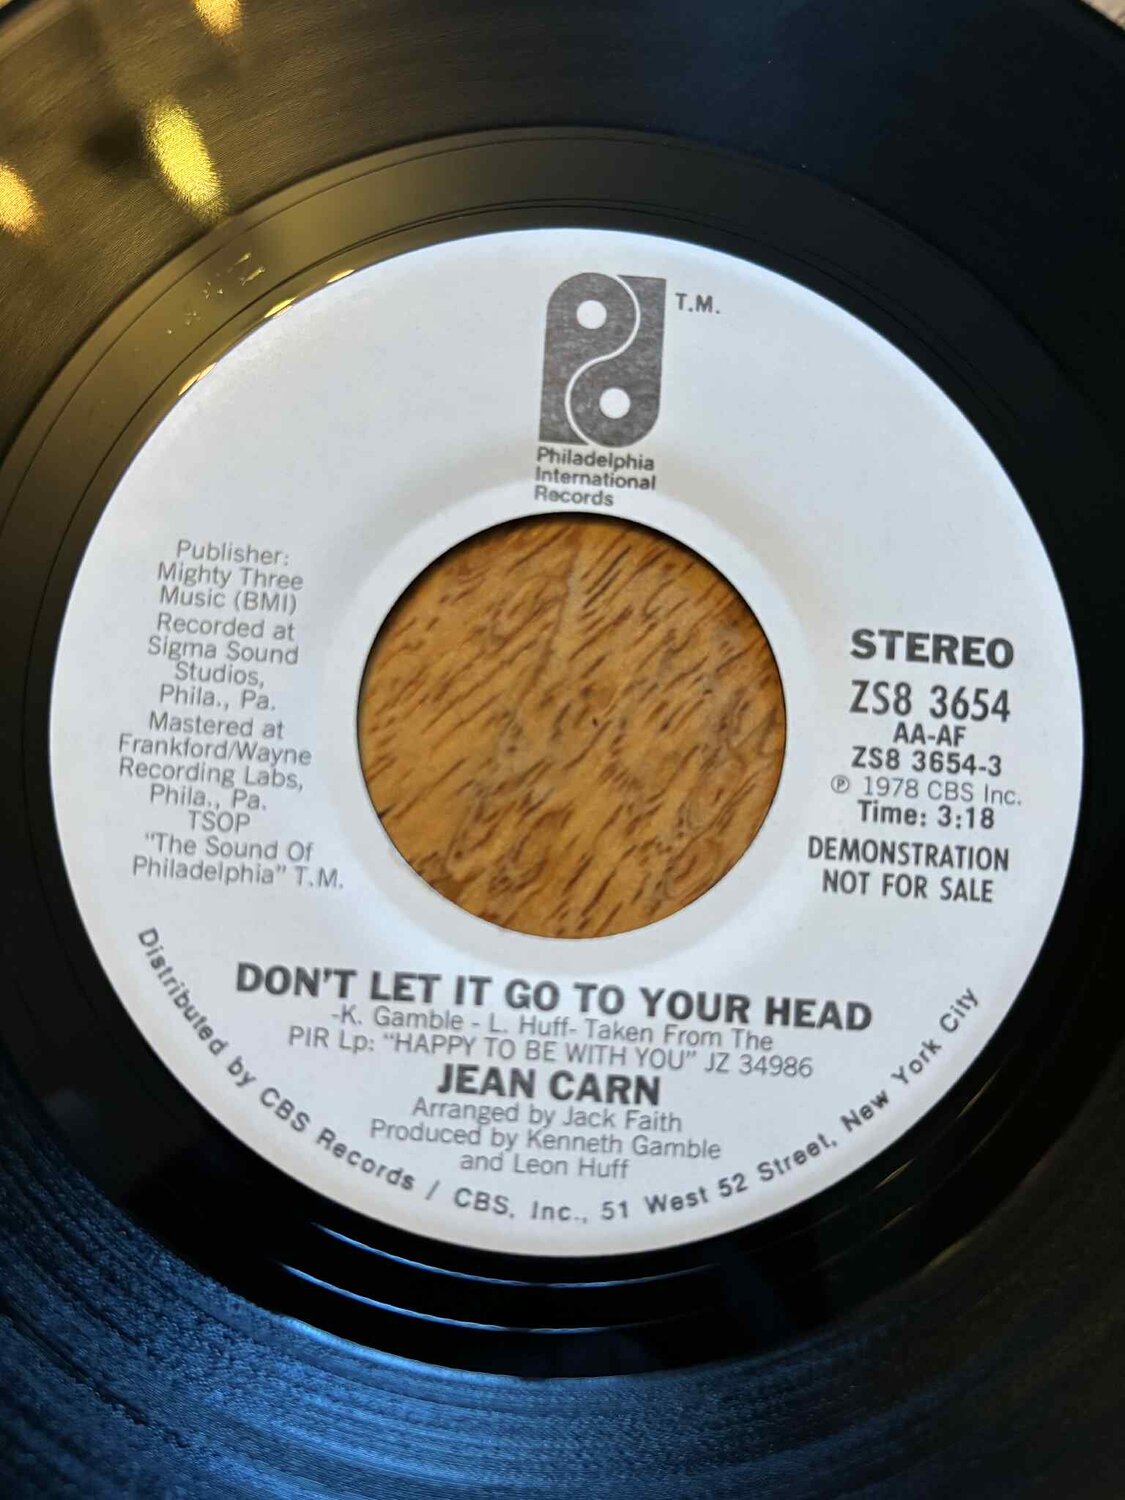 T.M.
Philadelphia
International
Records
Publisher:
Mighty Three
Music (BMI)
Recorded at
Sigma Sound
Studios,
Phila., Pa.
Mastered at
Frankford/Wayne
Recording Labs,
Phila., Pa.
TSOP
"The Sound Of
Philadelphia" T.M.
STEREO
ZS8 3654
AA-AF
ZS8 3654-3
℗ 1978 CBS Inc.
Time: 3:18
DEMONSTRATION
NOT FOR SALE
DON'T LET IT GO TO YOUR HEAD
-K. Gamble - L. Huff- Taken From The
PIR Lp: "HAPPY TO BE WITH YOU" JZ 34986
JEAN CARN
Arranged by Jack Faith
Produced by Kenneth Gamble
and Leon Huff
Distributed by CBS Records / CBS, Inc., 51 West 52 Street, New York City